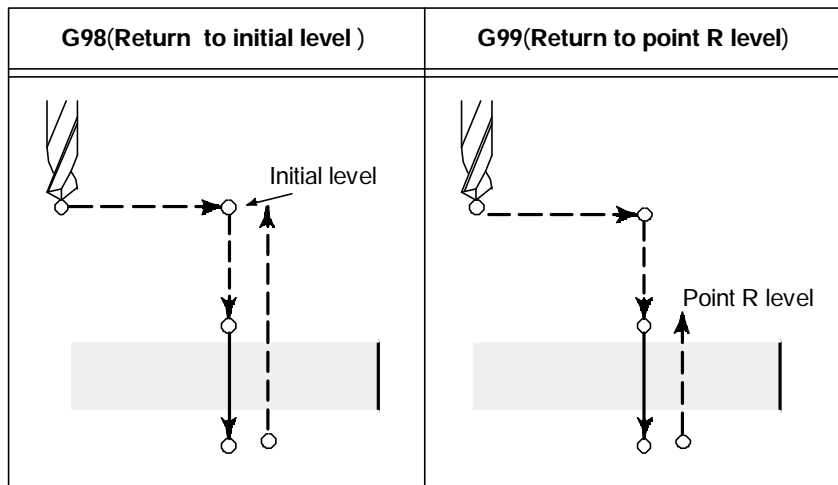 G98(Return to initial level )
G99(Return to point R level)
Initial level
Point R level